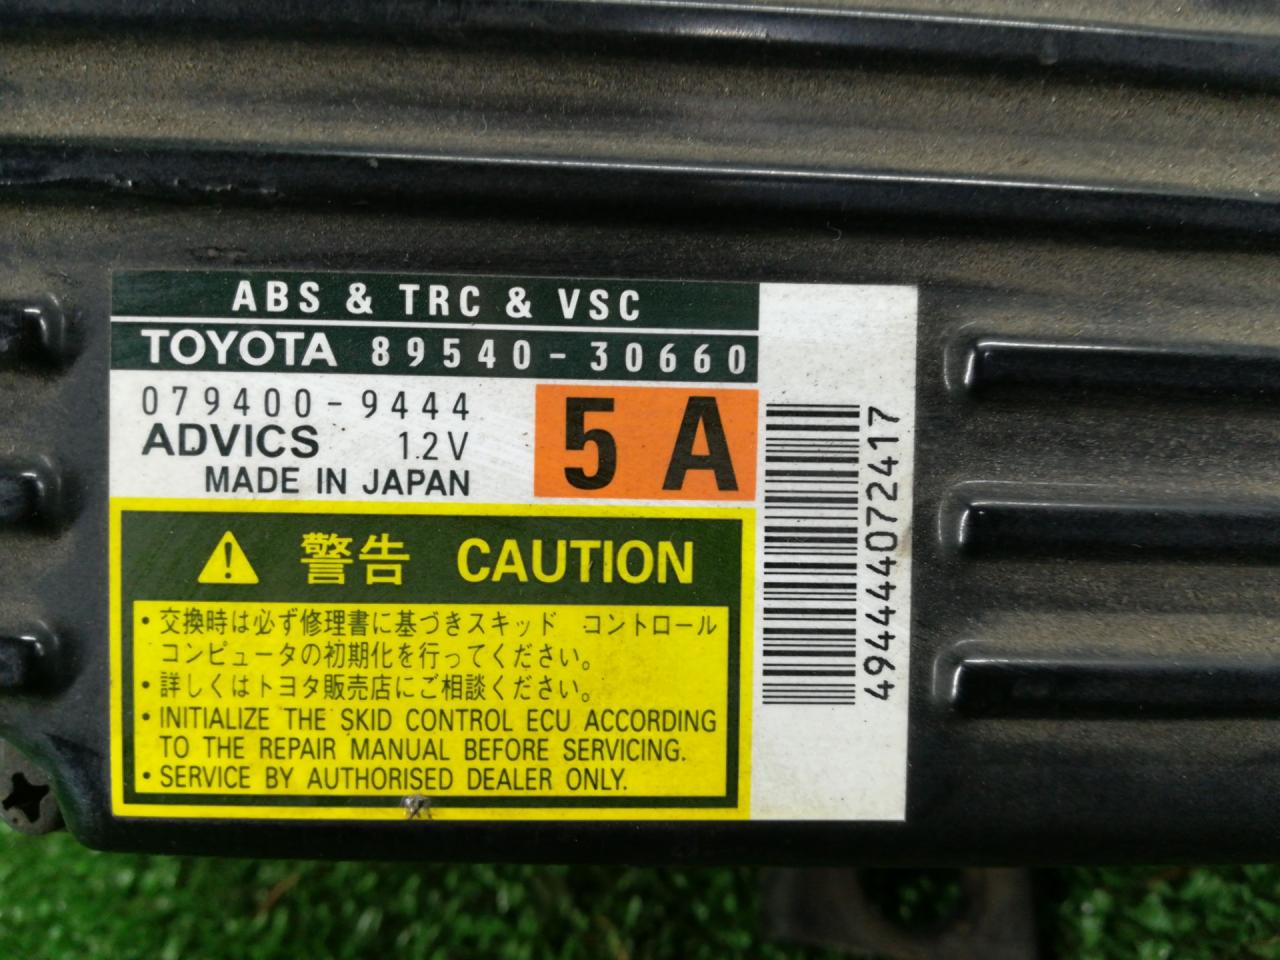 ABS & TRC & VSC
TOYOTA 89540-30660
079400-9444
ADVICS 12V
MADE IN JAPAN
5A
警告 CAUTION
・交換時は必ず修理書に基づきスキッド コントロール
コンピュータの初期化を行ってください。
・詳しくはトヨタ販売店にご相談ください。
• INITIALIZE THE SKID CONTROL ECU ACCORDING
TO THE REPAIR MANUAL BEFORE SERVICING.
• SERVICE BY AUTHORISED DEALER ONLY.
494444072417